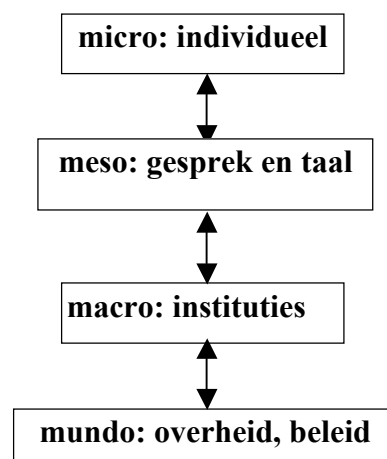 micro: individueel
meso: gesprek en taal
macro: instituties
mundo: overheid, beleid